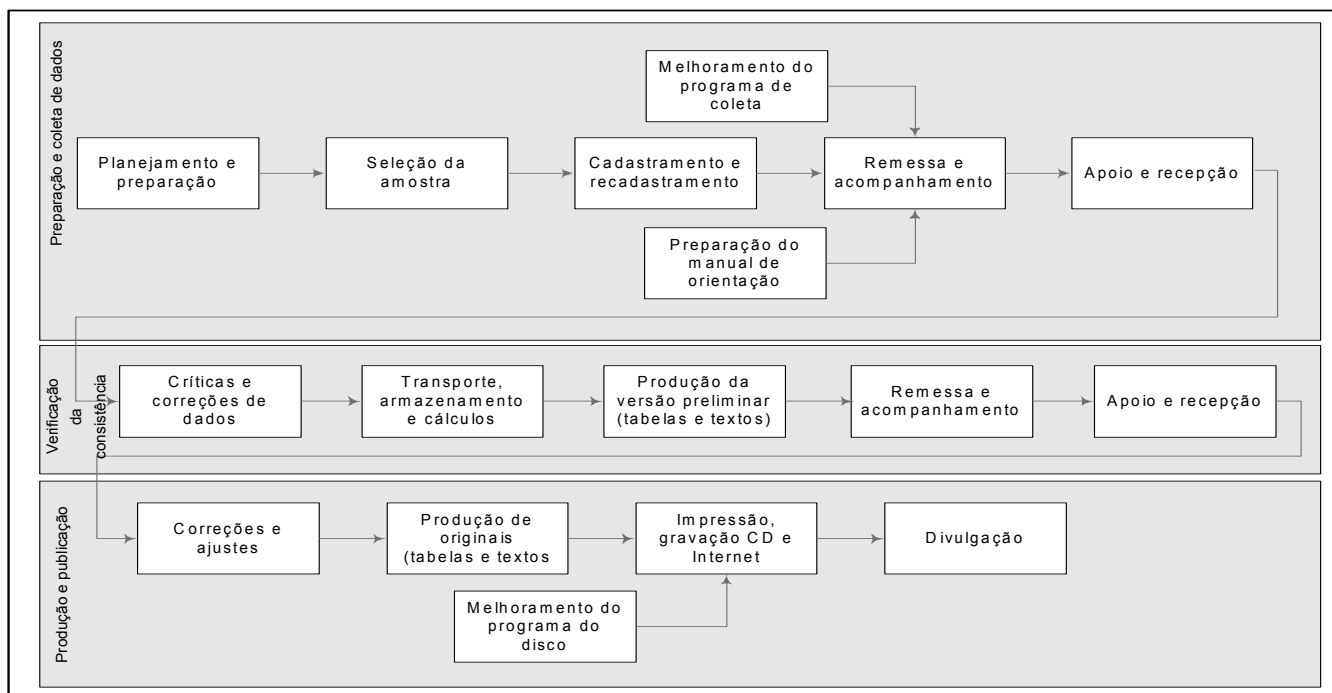 Preparação e coleta de dados
Melhoramento do
programa de
coleta
Planejamento e
preparação
Seleção da
amostra
Cadastramento e
recadastramento
Remessa e
acompanhamento
Apoio e recepção
Preparação do
manual de
orientação
Verificação
da
consistência
Críticas e
correções de
dados
Transporte,
armazenamento
e cálculos
Produção da
versão preliminar
(tabelas e textos)
Remessa e
acompanhamento
Apoio e recepção
Produção e publicação
Correções e
ajustes
Produção de
originais
(tabelas e textos
Impressão,
gravação CD e
Internet
Divulgação
Melhoramento do
programa do
disco